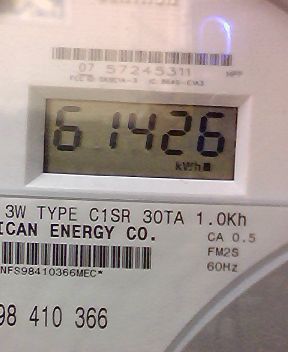 07 57245311
61426
kWh
3W TYPE C1SR 30TA 1.0Kh
ICAN ENERGY CO.
CA 0.5
FM2S
60Hz
NFS98410366MEC*
98 410 366